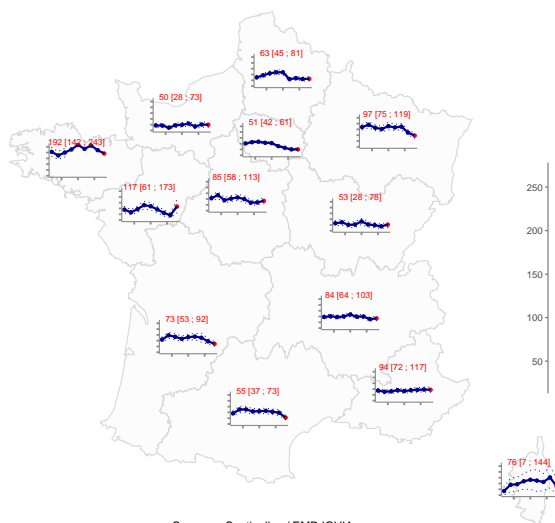 63 [45 ; 81]
50 [28 ; 73]
97 [75 ; 119]
51 [42 ; 61]
192 [142 ; 243]
85 [58 ; 113]
117 [61 ; 173]
53 [28 ; 78]
250
200
150
100
50
84 [64 ; 103]
73 [53 ; 92]
94 [72 ; 117]
55 [37 ; 73]
76 [7 ; 144]